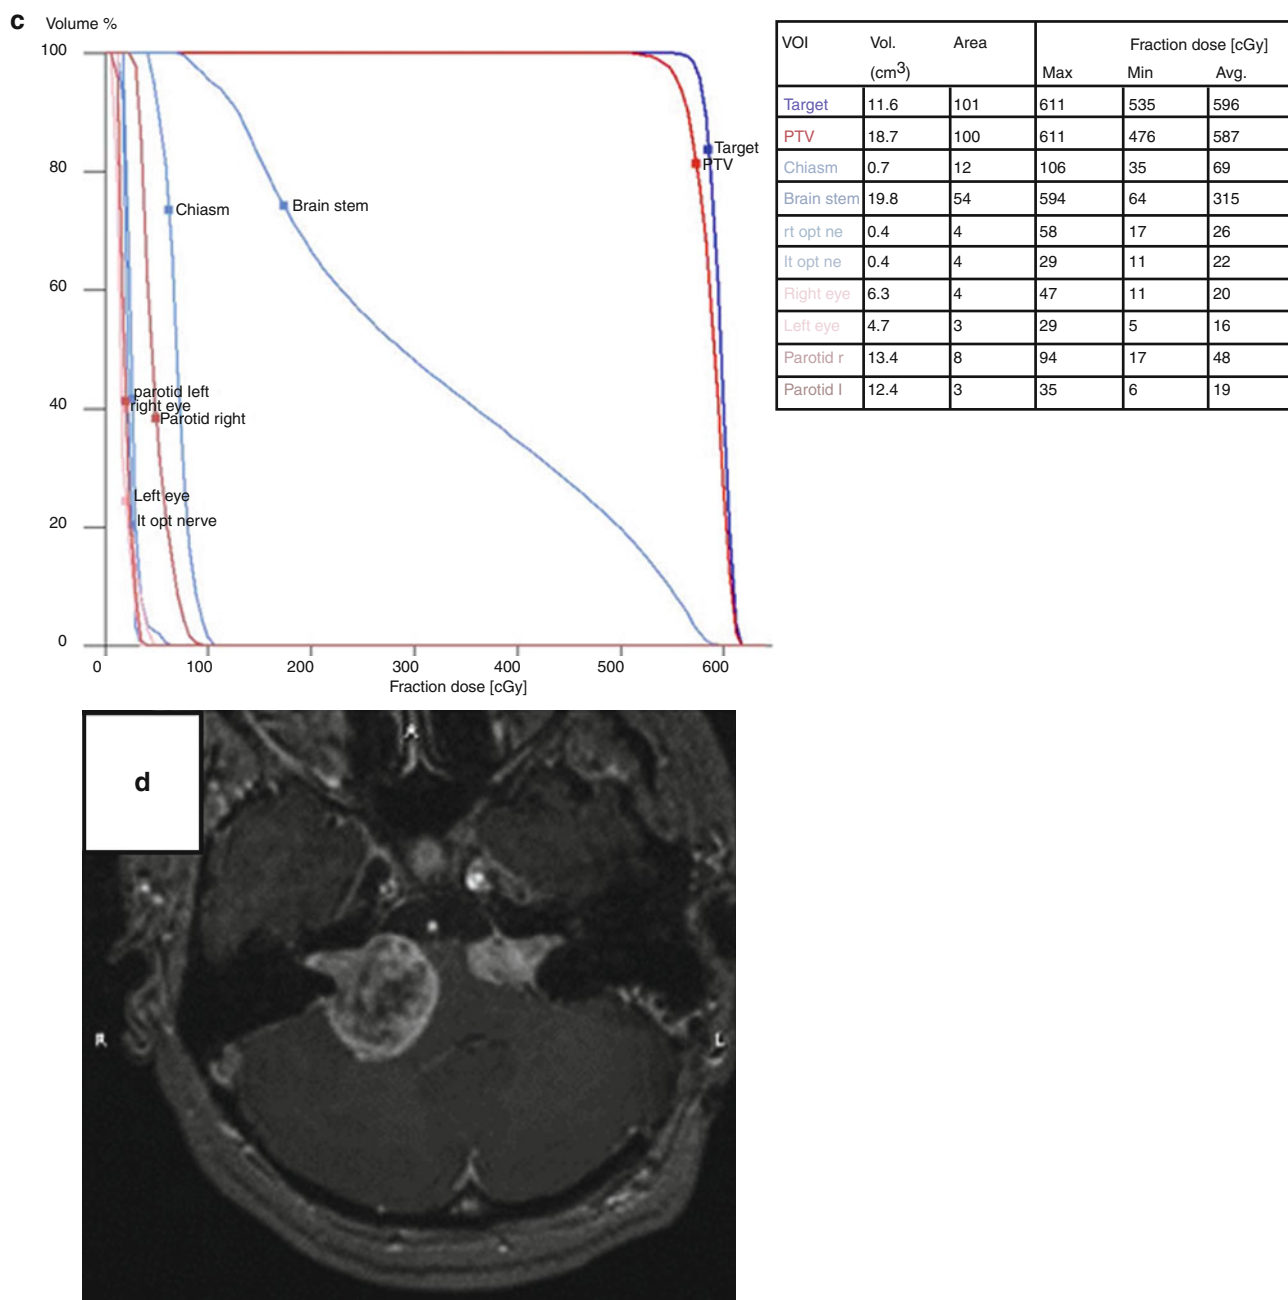 c
Volume %
100
80
60
40
20
0
0 100 200 300 400 500 600
Fraction dose [cGy]
Target
PTV
Chiasm
Brain stem
parotid left
right eye
Parotid right
Left eye
lt opt nerve
VOI Vol. Area Fraction dose [cGy]
(cm3) Max Min Avg.
Target 11.6 101 611 535 596
PTV 18.7 100 611 476 587
Chiasm 0.7 12 106 35 69
Brain stem 19.8 54 594 64 315
rt opt ne 0.4 4 58 17 26
lt opt ne 0.4 4 29 11 22
Right eye 6.3 4 47 11 20
Left eye 4.7 3 29 5 16
Parotid r 13.4 8 94 17 48
Parotid l 12.4 3 35 6 19
d
A
R
L